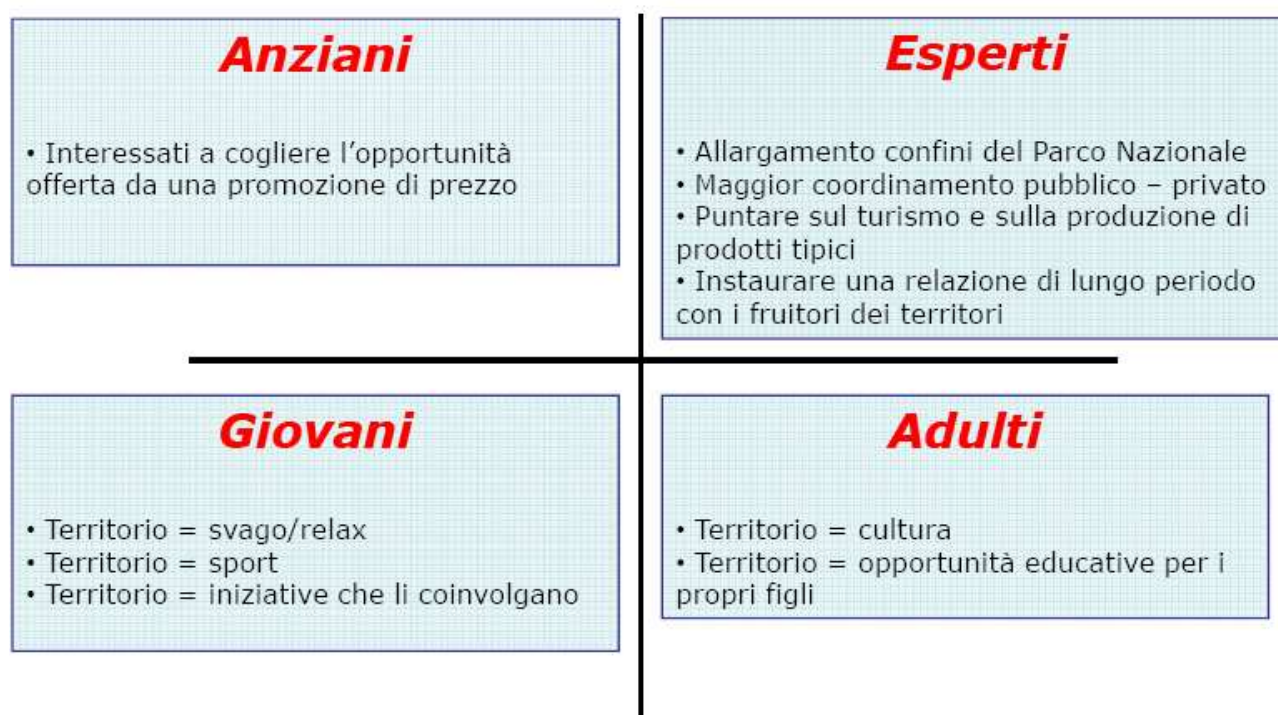 Anziani
• Interessati a cogliere l'opportunità
offerta da una promozione di prezzo
Esperti
• Allargamento confini del Parco Nazionale
• Maggior coordinamento pubblico – privato
• Puntare sul turismo e sulla produzione di
prodotti tipici
• Instaurare una relazione di lungo periodo
con i fruitori dei territori
Giovani
• Territorio = svago/relax
• Territorio = sport
• Territorio = iniziative che li coinvolgano
Adulti
• Territorio = cultura
• Territorio = opportunità educative per i
propri figli